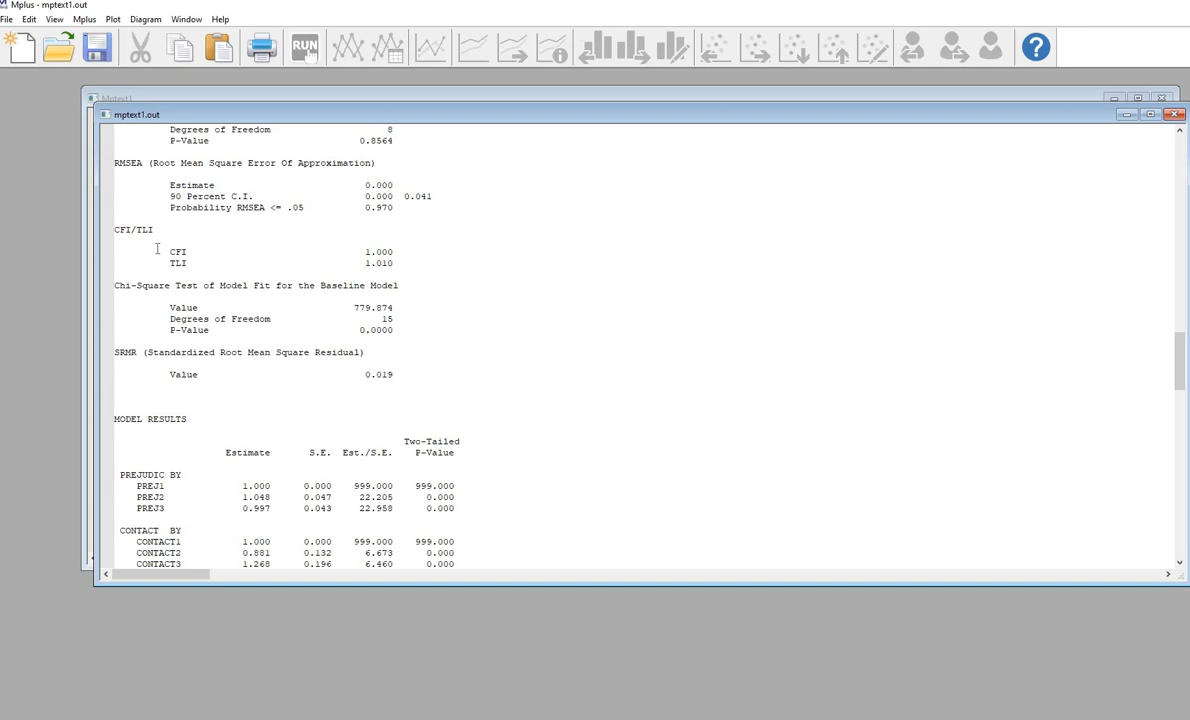 Mplus - mptext1.out
File Edit View Mplus Plot Diagram Window Help
RUN
?
Mptext1
mptext1.out
Degrees of Freedom 8
P-Value 0.8564
RMSEA (Root Mean Square Error Of Approximation)
Estimate 0.000
90 Percent C.I. 0.000 0.041
Probability RMSEA <= .05 0.970
CFI/TLI
CFI 1.000
TLI 1.010
Chi-Square Test of Model Fit for the Baseline Model
Value 779.874
Degrees of Freedom 15
P-Value 0.0000
SRMR (Standardized Root Mean Square Residual)
Value 0.019
MODEL RESULTS
Two-Tailed
Estimate S.E. Est./S.E. P-Value
PREJUDIC BY
PREJ1 1.000 0.000 999.000 999.000
PREJ2 1.048 0.047 22.205 0.000
PREJ3 0.997 0.043 22.958 0.000
CONTACT BY
CONTACT1 1.000 0.000 999.000 999.000
CONTACT2 0.881 0.132 6.673 0.000
CONTACT3 1.268 0.196 6.460 0.000